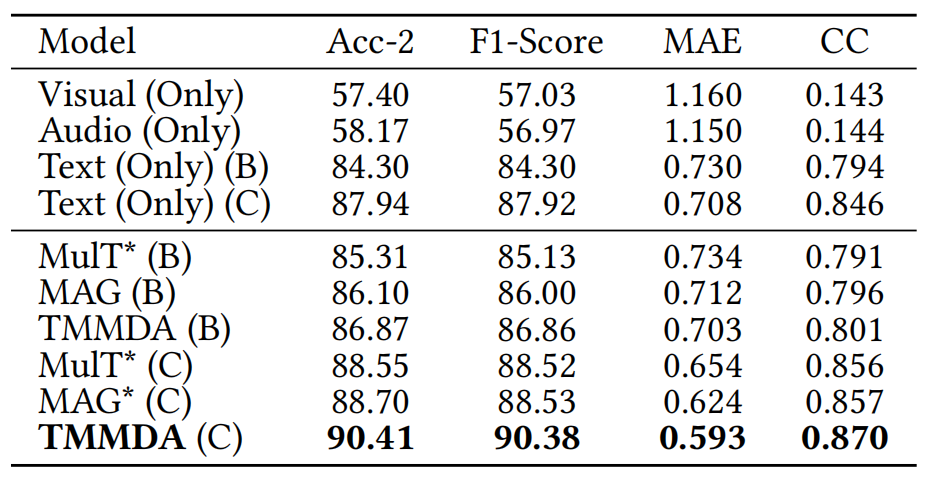 Model Acc-2 F1-Score MAE CC
Visual (Only) 57.40 57.03 1.160 0.143
Audio (Only) 58.17 56.97 1.150 0.144
Text (Only) (B) 84.30 84.30 0.730 0.794
Text (Only) (C) 87.94 87.92 0.708 0.846
MulT* (B) 85.31 85.13 0.734 0.791
MAG (B) 86.10 86.00 0.712 0.796
TMMDA (B) 86.87 86.86 0.703 0.801
MulT* (C) 88.55 88.52 0.654 0.856
MAG* (C) 88.70 88.53 0.624 0.857
TMMDA (C) 90.41 90.38 0.593 0.870